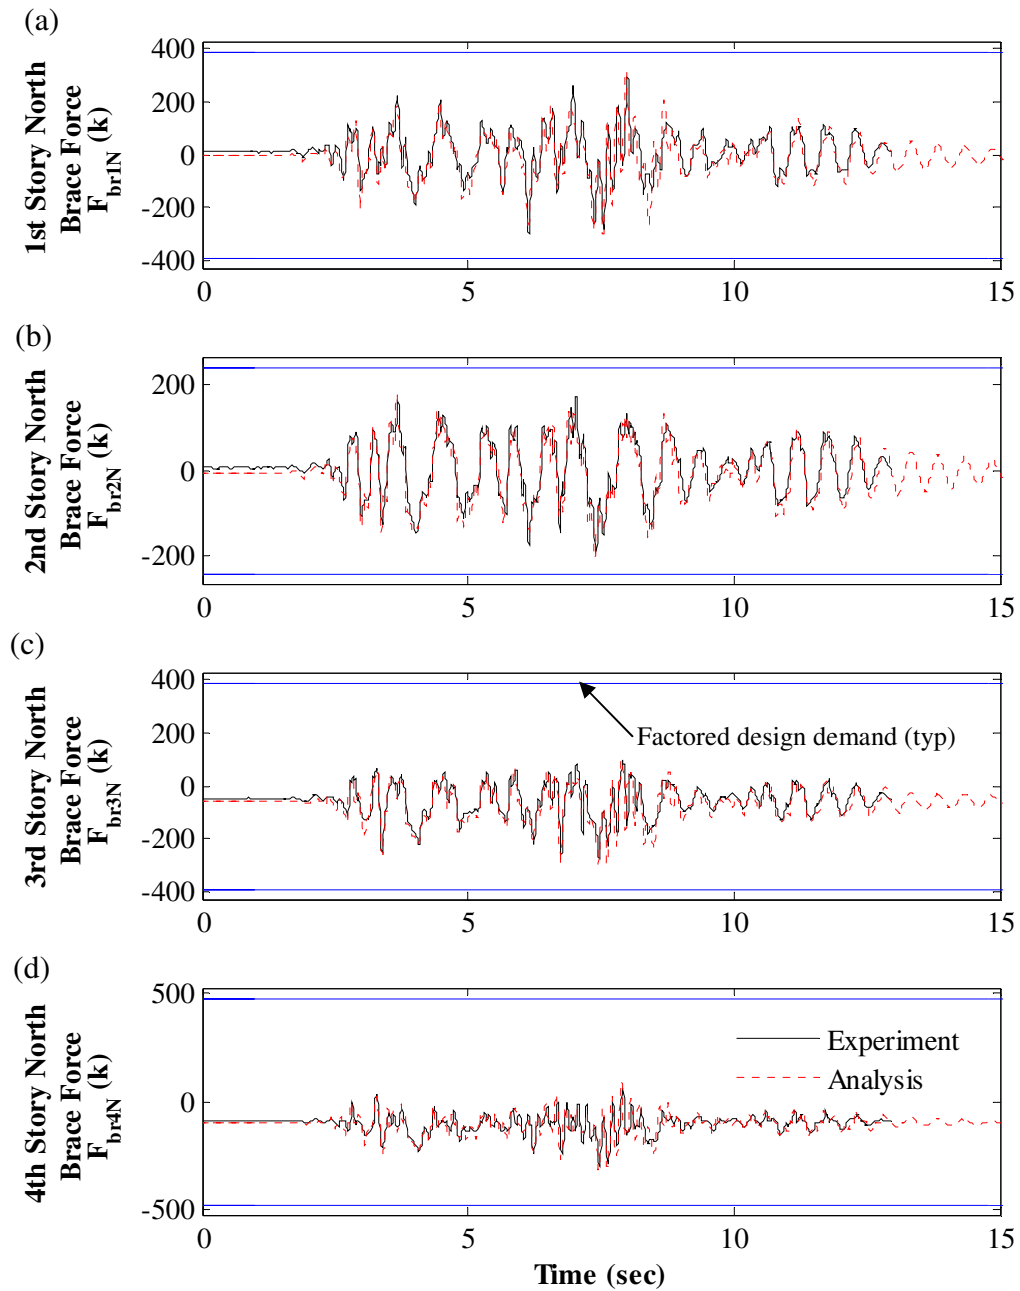 (a)
1st Story North
Brace Force
F_br1N (k)
400
200
0
-200
-400
0 5 10 15
(b)
2nd Story North
Brace Force
F_br2N (k)
200
0
-200
0 5 10 15
(c)
3rd Story North
Brace Force
F_br3N (k)
400
200
0
-200
-400
Factored design demand (typ)
0 5 10 15
(d)
4th Story North
Brace Force
F_br4N (k)
500
0
-500
Experiment
Analysis
0 5 10 15
Time (sec)